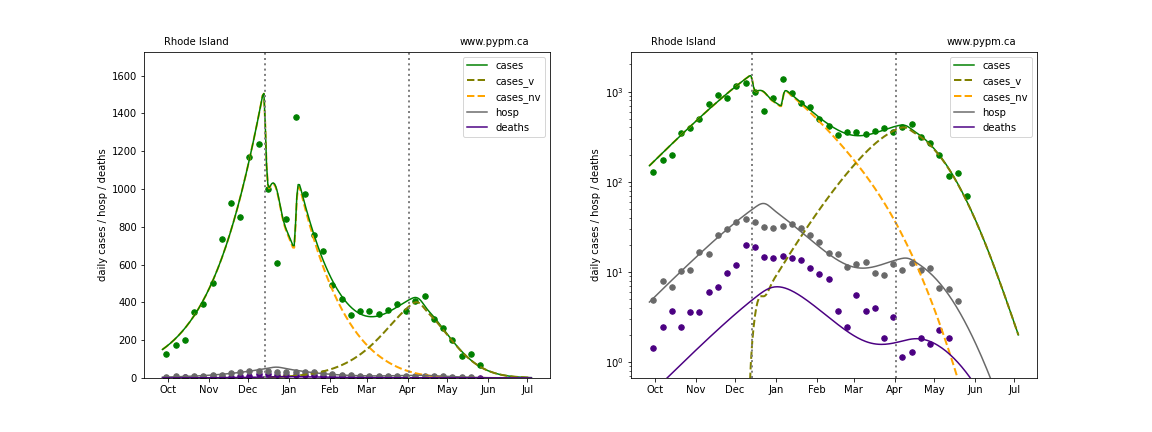 Rhode Island www.pypm.ca
cases
cases_v
cases_nv
hosp
deaths
daily cases / hosp / deaths
1600
1400
1200
1000
800
600
400
200
0
Oct Nov Dec Jan Feb Mar Apr May Jun Jul
Rhode Island www.pypm.ca
cases
cases_v
cases_nv
hosp
deaths
daily cases / hosp / deaths
10³
10²
10¹
10⁰
Oct Nov Dec Jan Feb Mar Apr May Jun Jul